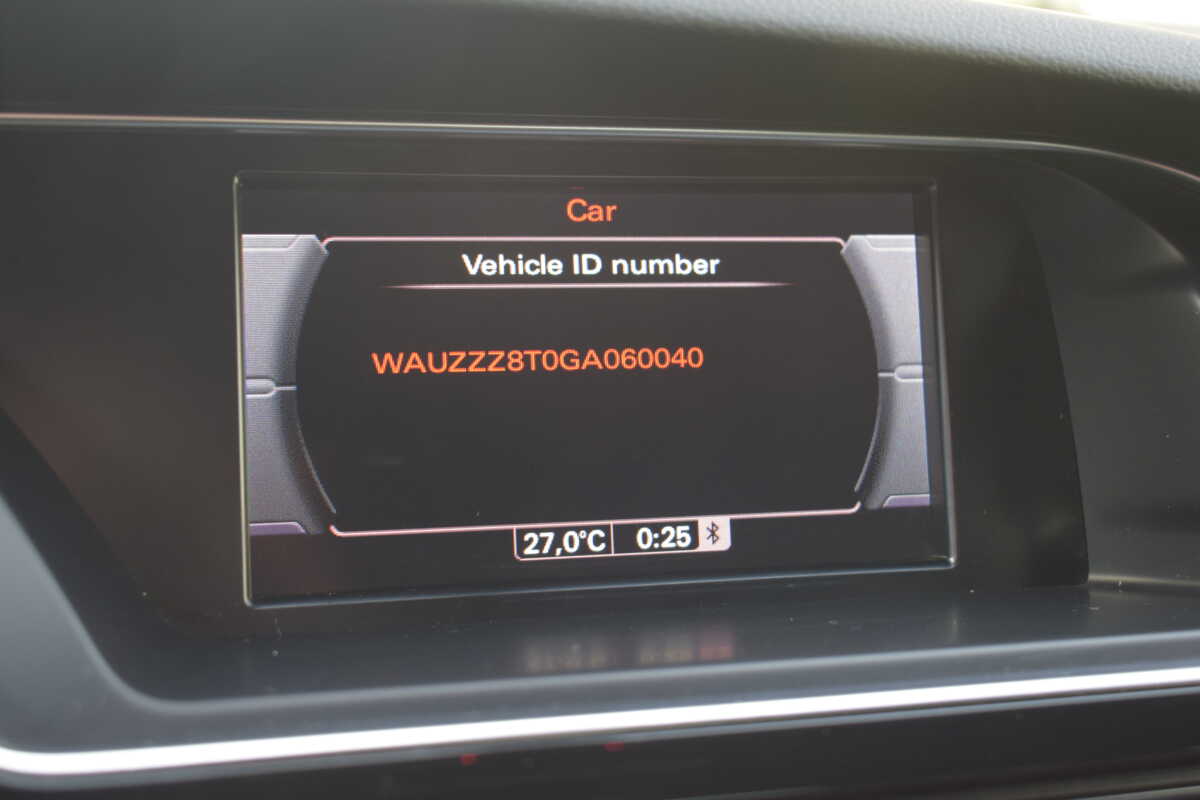 Car
Vehicle ID number
WAUZZZ8T0GA060040
27,0°C 0:25